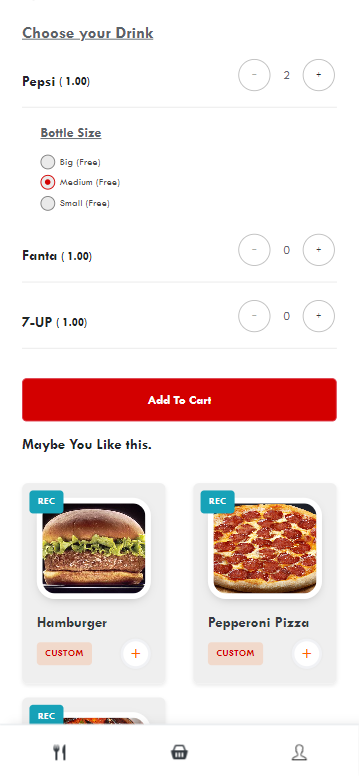 Choose your Drink
Pepsi ( 1.00)
- 2 +
Bottle Size
Big (Free)
Medium (Free)
Small (Free)
Fanta ( 1.00)
- 0 +
7-UP ( 1.00)
- 0 +
Add To Cart
Maybe You Like this.
REC
Hamburger
CUSTOM
+
REC
Pepperoni Pizza
CUSTOM
+
REC